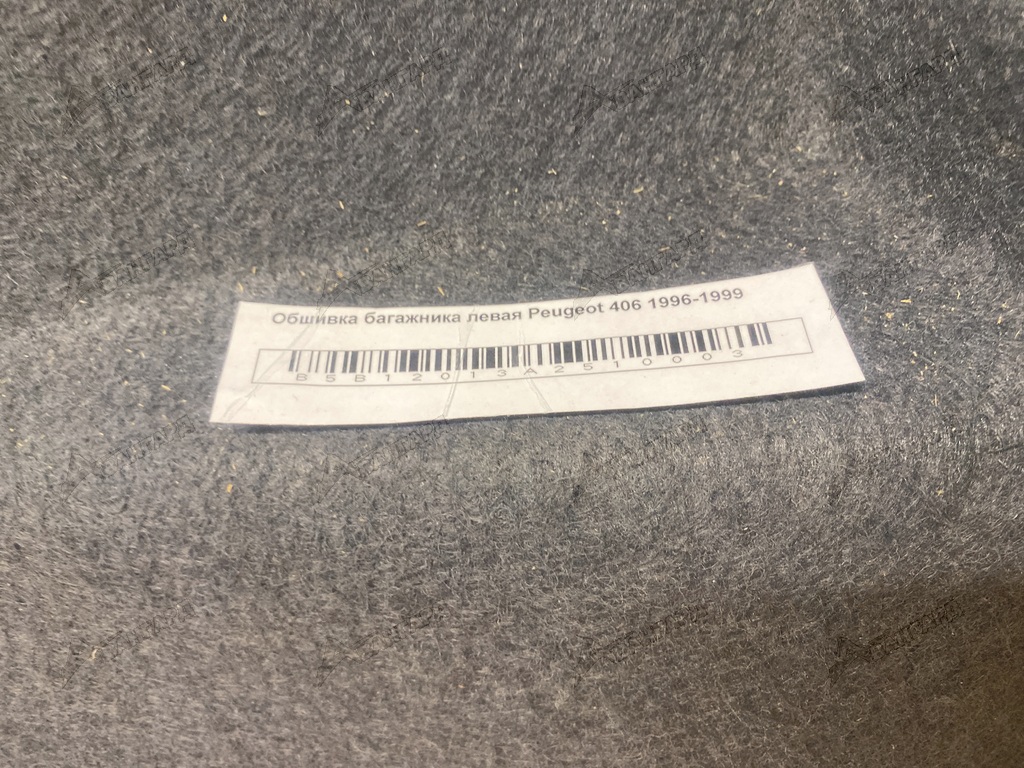 Обшивка багажника левая Peugeot 406 1996-1999
B5B12013A2510003